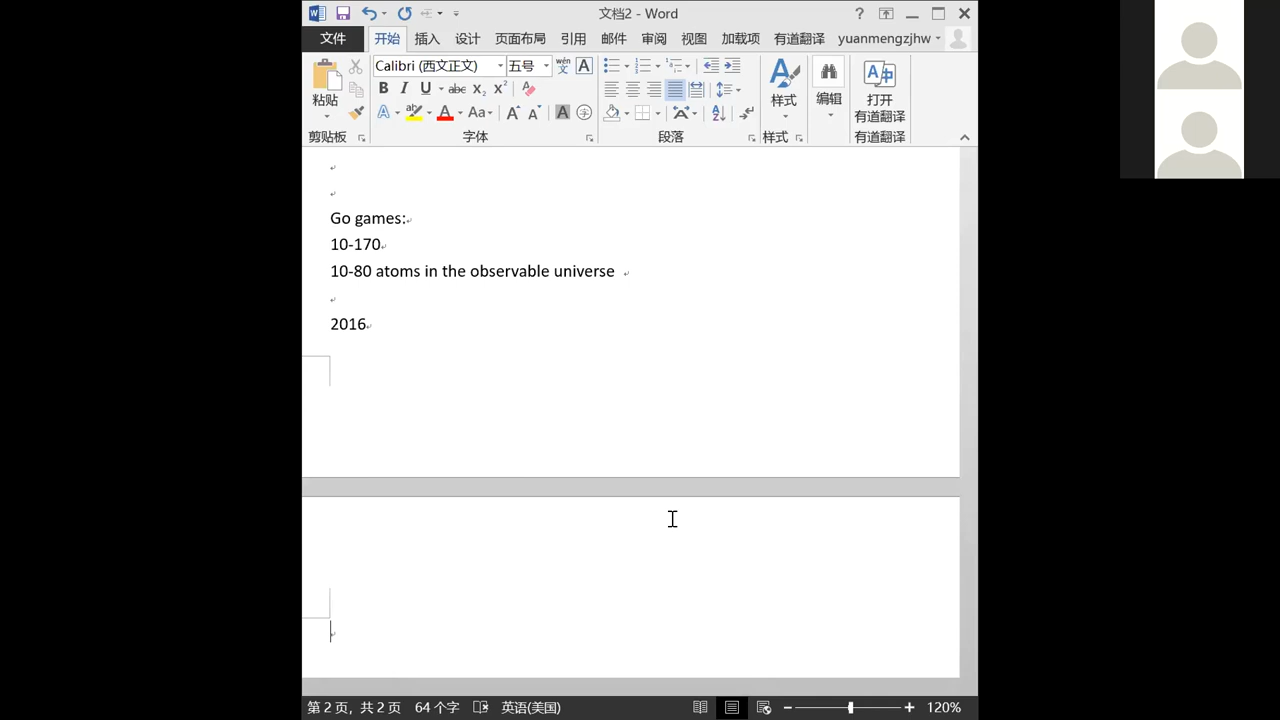 文档2 - Word
文件 开始 插入 设计 页面布局 引用 邮件 审阅 视图 加载项 有道翻译 yuanmengzjhw
Calibri (西文正文) 五号
粘贴 样式 编辑 打开
有道翻译
剪贴板 字体 段落 样式 有道翻译
Go games:
10-170
10-80 atoms in the observable universe
2016
第 2 页，共 2 页 64 个字 英语(美国) 120%